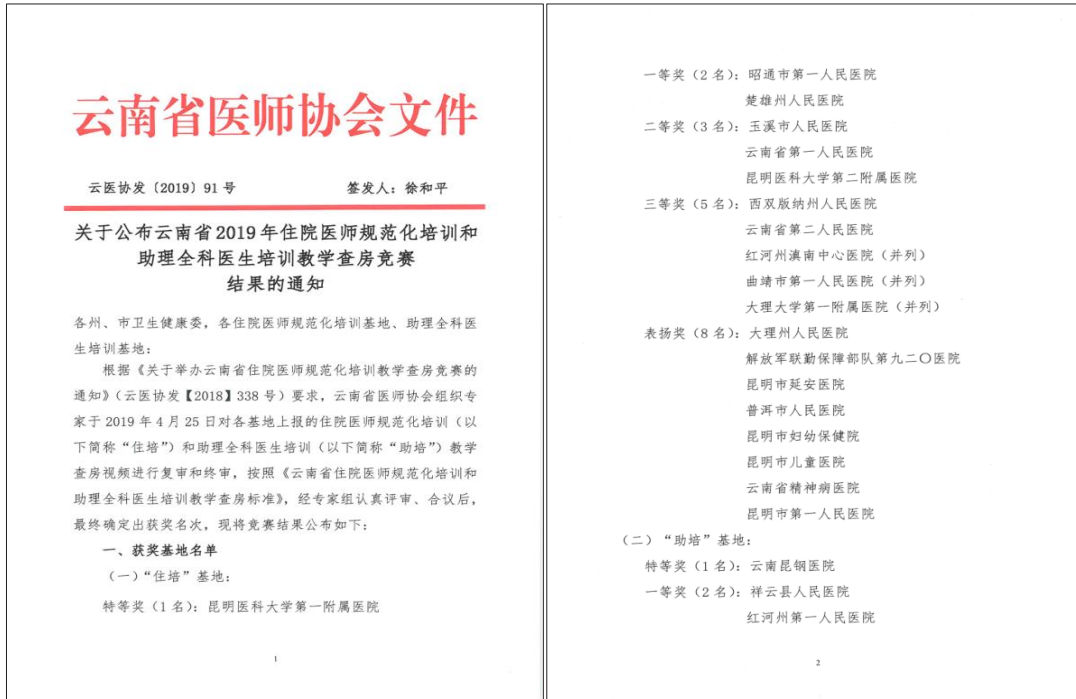 云南省医师协会文件
云医协发〔2019〕91号 签发人：徐和平
关于公布云南省2019年住院医师规范化培训和
助理全科医生培训教学查房竞赛
结果的通知
各州、市卫生健康委，各住院医师规范化培训基地、助理全科医
生培训基地：
根据《关于举办云南省住院医师规范化培训教学查房竞赛的
通知》（云医协发【2018】338号）要求，云南省医师协会组织专
家于2019年4月25日对各基地上报的住院医师规范化培训（以
下简称“住培”）和助理全科医生培训（以下简称“助培”）教学
查房视频进行复审和终审，按照《云南省住院医师规范化培训和
助理全科医生培训教学查房标准》，经专家组认真评审、合议后，
最终确定出获奖名次，现将竞赛结果公布如下：
一、获奖基地名单
（一）“住培”基地：
特等奖（1名）：昆明医科大学第一附属医院
1
一等奖（2名）：昭通市第一人民医院
楚雄州人民医院
二等奖（3名）：玉溪市人民医院
云南省第一人民医院
昆明医科大学第二附属医院
三等奖（5名）：西双版纳州人民医院
云南省第二人民医院
红河州滇南中心医院（并列）
曲靖市第一人民医院（并列）
大理大学第一附属医院（并列）
表扬奖（8名）：大理州人民医院
解放军联勤保障部队第九二〇医院
昆明市延安医院
普洱市人民医院
昆明市妇幼保健院
昆明市儿童医院
云南省精神病医院
昆明市第一人民医院
（二）“助培”基地：
特等奖（1名）：云南昆钢医院
一等奖（2名）：祥云县人民医院
红河州第一人民医院
2